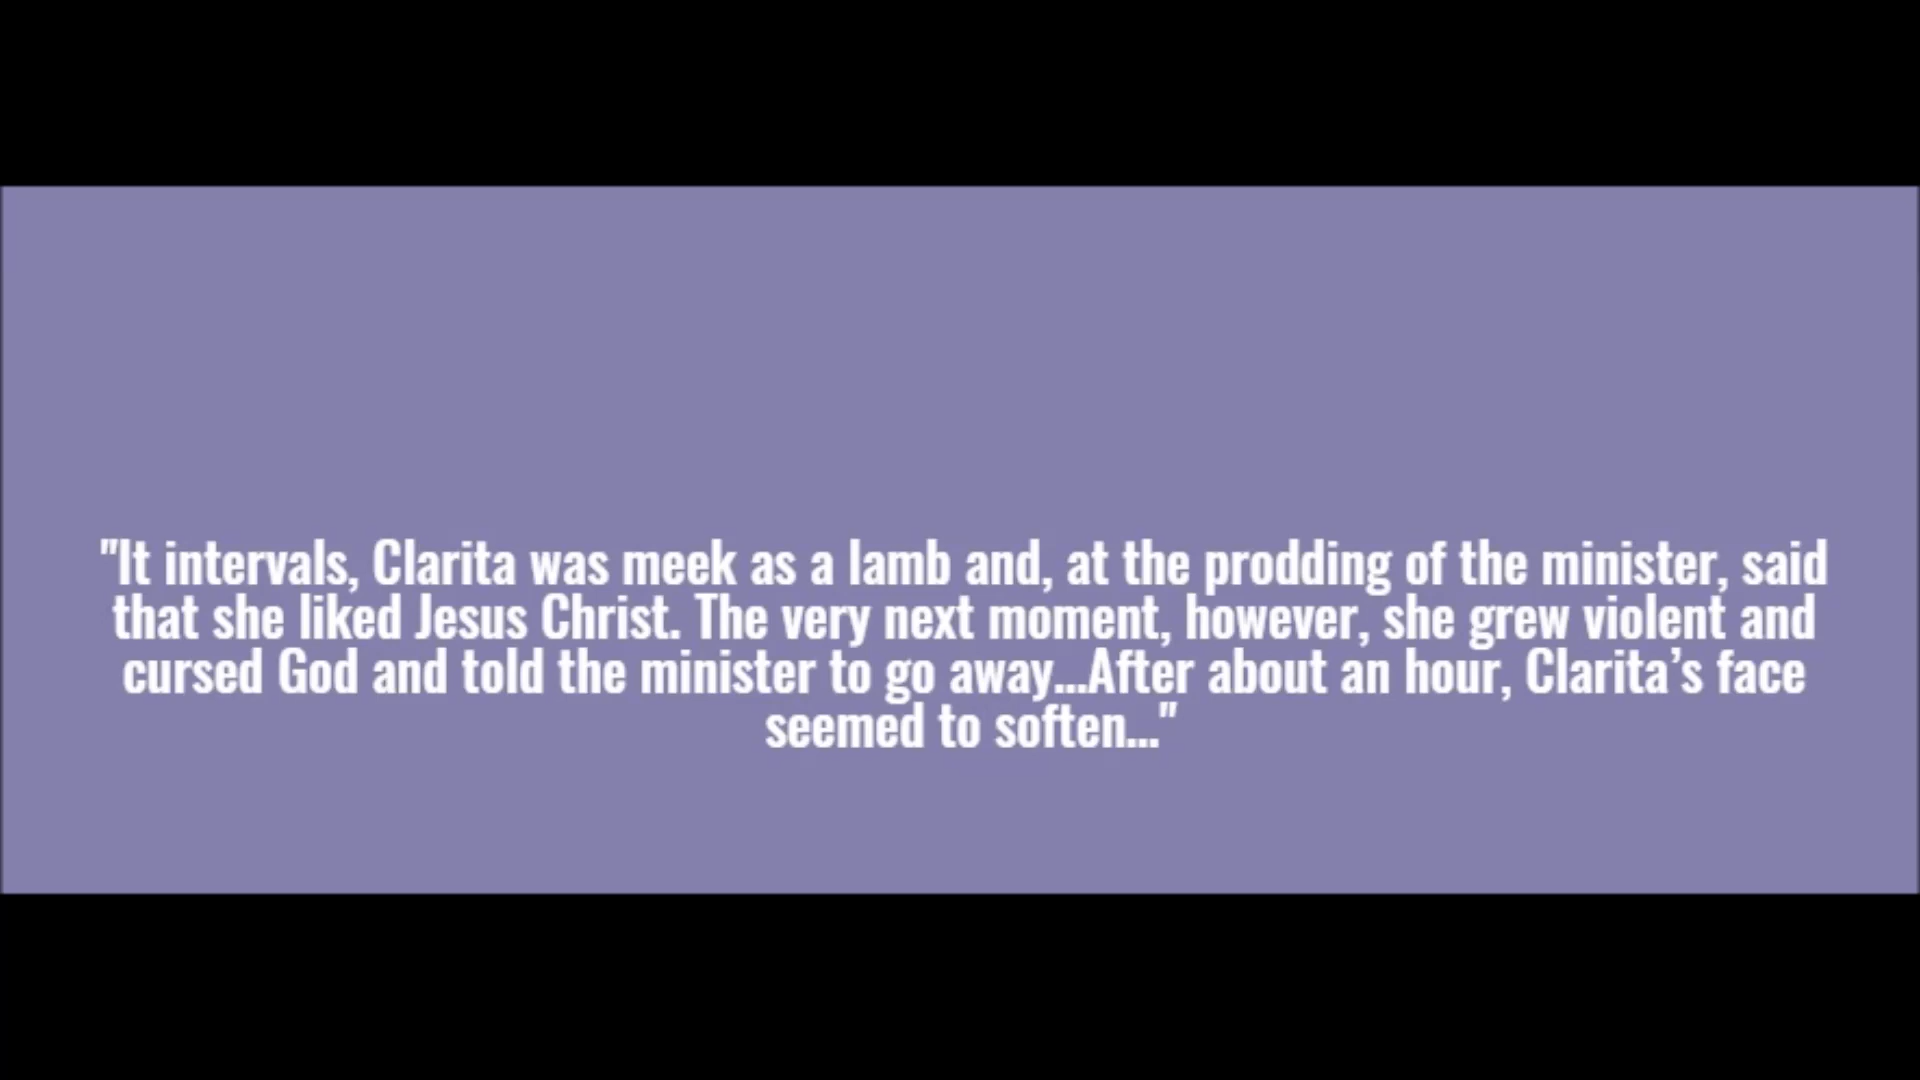 "It intervals, Clarita was meek as a lamb and, at the prodding of the minister, said
that she liked Jesus Christ. The very next moment, however, she grew violent and
cursed God and told the minister to go away...After about an hour, Clarita’s face
seemed to soften..."